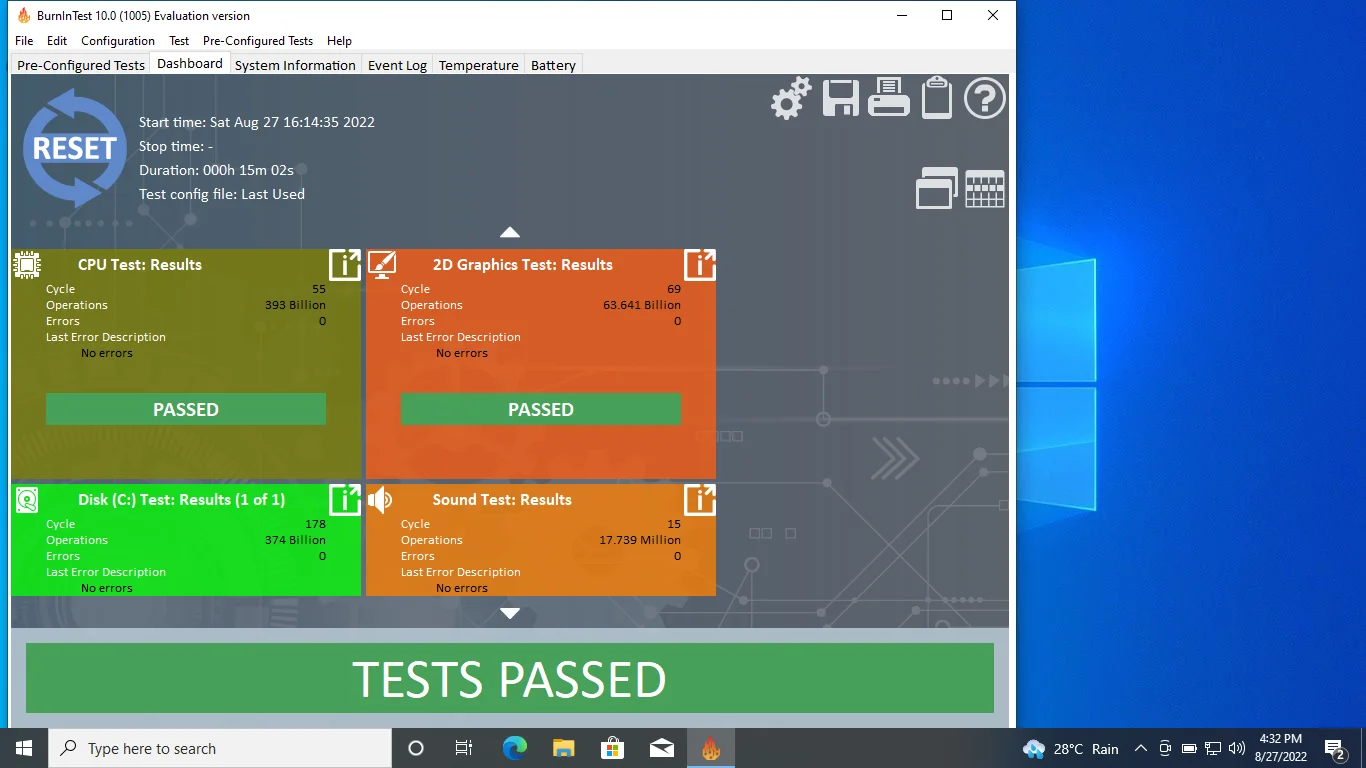 BurnInTest 10.0 (1005) Evaluation version
File Edit Configuration Test Pre-Configured Tests Help
Pre-Configured Tests Dashboard System Information Event Log Temperature Battery
RESET
Start time: Sat Aug 27 16:14:35 2022
Stop time: -
Duration: 000h 15m 02s
Test config file: Last Used
CPU Test: Results
Cycle 55
Operations 393 Billion
Errors 0
Last Error Description
No errors
PASSED
2D Graphics Test: Results
Cycle 69
Operations 63.641 Billion
Errors 0
Last Error Description
No errors
PASSED
Disk (C:) Test: Results (1 of 1)
Cycle 178
Operations 374 Billion
Errors 0
Last Error Description
No errors
Sound Test: Results
Cycle 15
Operations 17.739 Million
Errors 0
Last Error Description
No errors
TESTS PASSED
Type here to search
28°C Rain
4:32 PM
8/27/2022
2